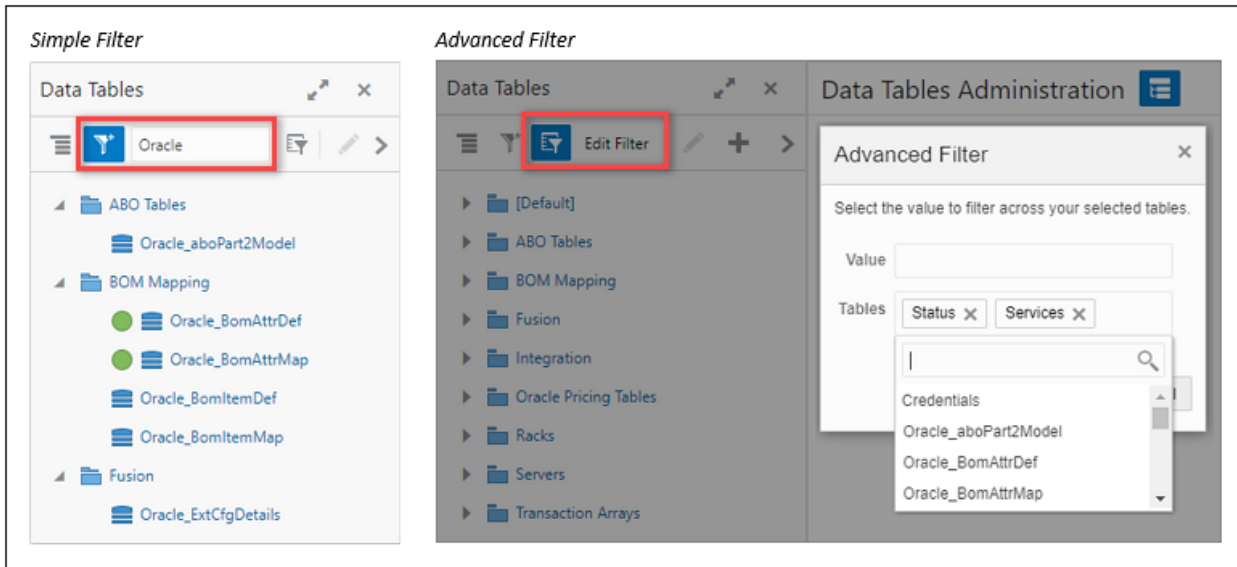 Simple Filter
Data Tables
Oracle
ABO Tables
Oracle_aboPart2Model
BOM Mapping
Oracle_BomAttrDef
Oracle_BomAttrMap
Oracle_BomItemDef
Oracle_BomItemMap
Fusion
Oracle_ExtCfgDetails
Advanced Filter
Data Tables
Edit Filter
[Default]
ABO Tables
BOM Mapping
Fusion
Integration
Oracle Pricing Tables
Racks
Servers
Transaction Arrays
Data Tables Administration
Advanced Filter
Select the value to filter across your selected tables.
Value
Tables Status Services
Credentials
Oracle_aboPart2Model
Oracle_BomAttrDef
Oracle_BomAttrMap